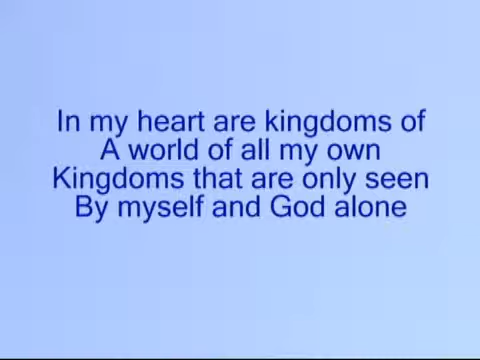 In my heart are kingdoms of
A world of all my own
Kingdoms that are only seen
By myself and God alone